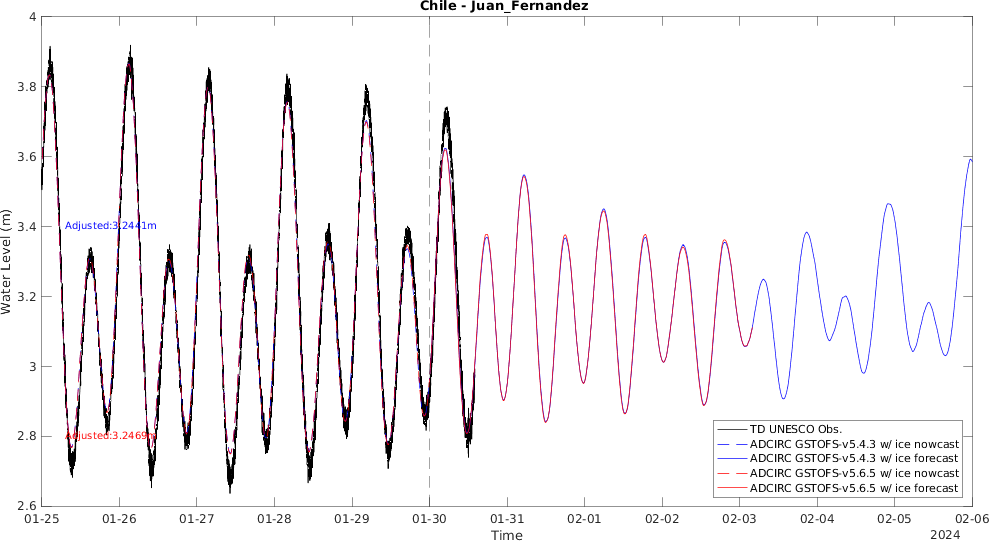 Chile - Juan_Fernandez
4
3.8
3.6
3.4
3.2
3
2.8
2.6
Water Level (m)
Adjusted:3.2441m
Adjusted:3.2469m
TD UNESCO Obs.
ADCIRC GSTOFS-v5.4.3 w/ ice nowcast
ADCIRC GSTOFS-v5.4.3 w/ ice forecast
ADCIRC GSTOFS-v5.6.5 w/ ice nowcast
ADCIRC GSTOFS-v5.6.5 w/ ice forecast
01-25 01-26 01-27 01-28 01-29 01-30 01-31 02-01 02-02 02-03 02-04 02-05 02-06
Time
2024